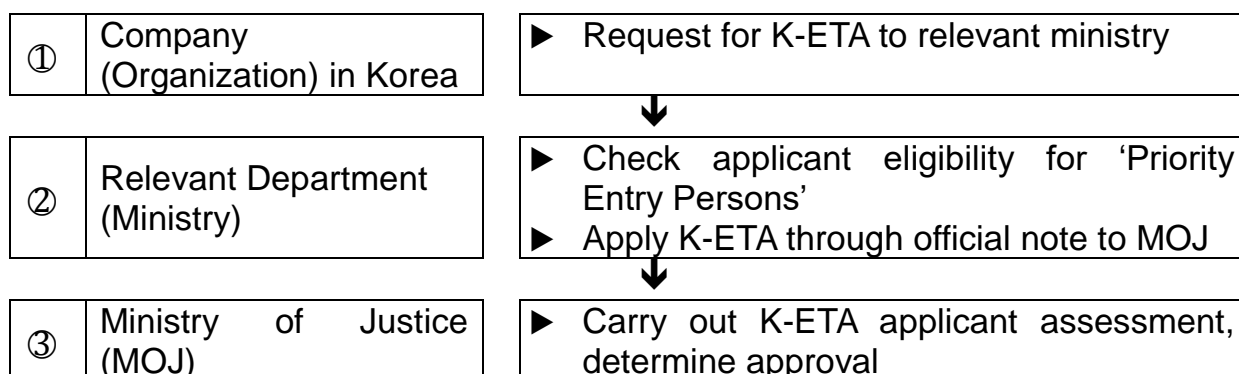 ①
Company
(Organization) in Korea
▶ Request for K-ETA to relevant ministry
②
Relevant Department
(Ministry)
▶ Check applicant eligibility for ‘Priority
Entry Persons’
▶ Apply K-ETA through official note to MOJ
③
Ministry of Justice
(MOJ)
▶ Carry out K-ETA applicant assessment,
determine approval